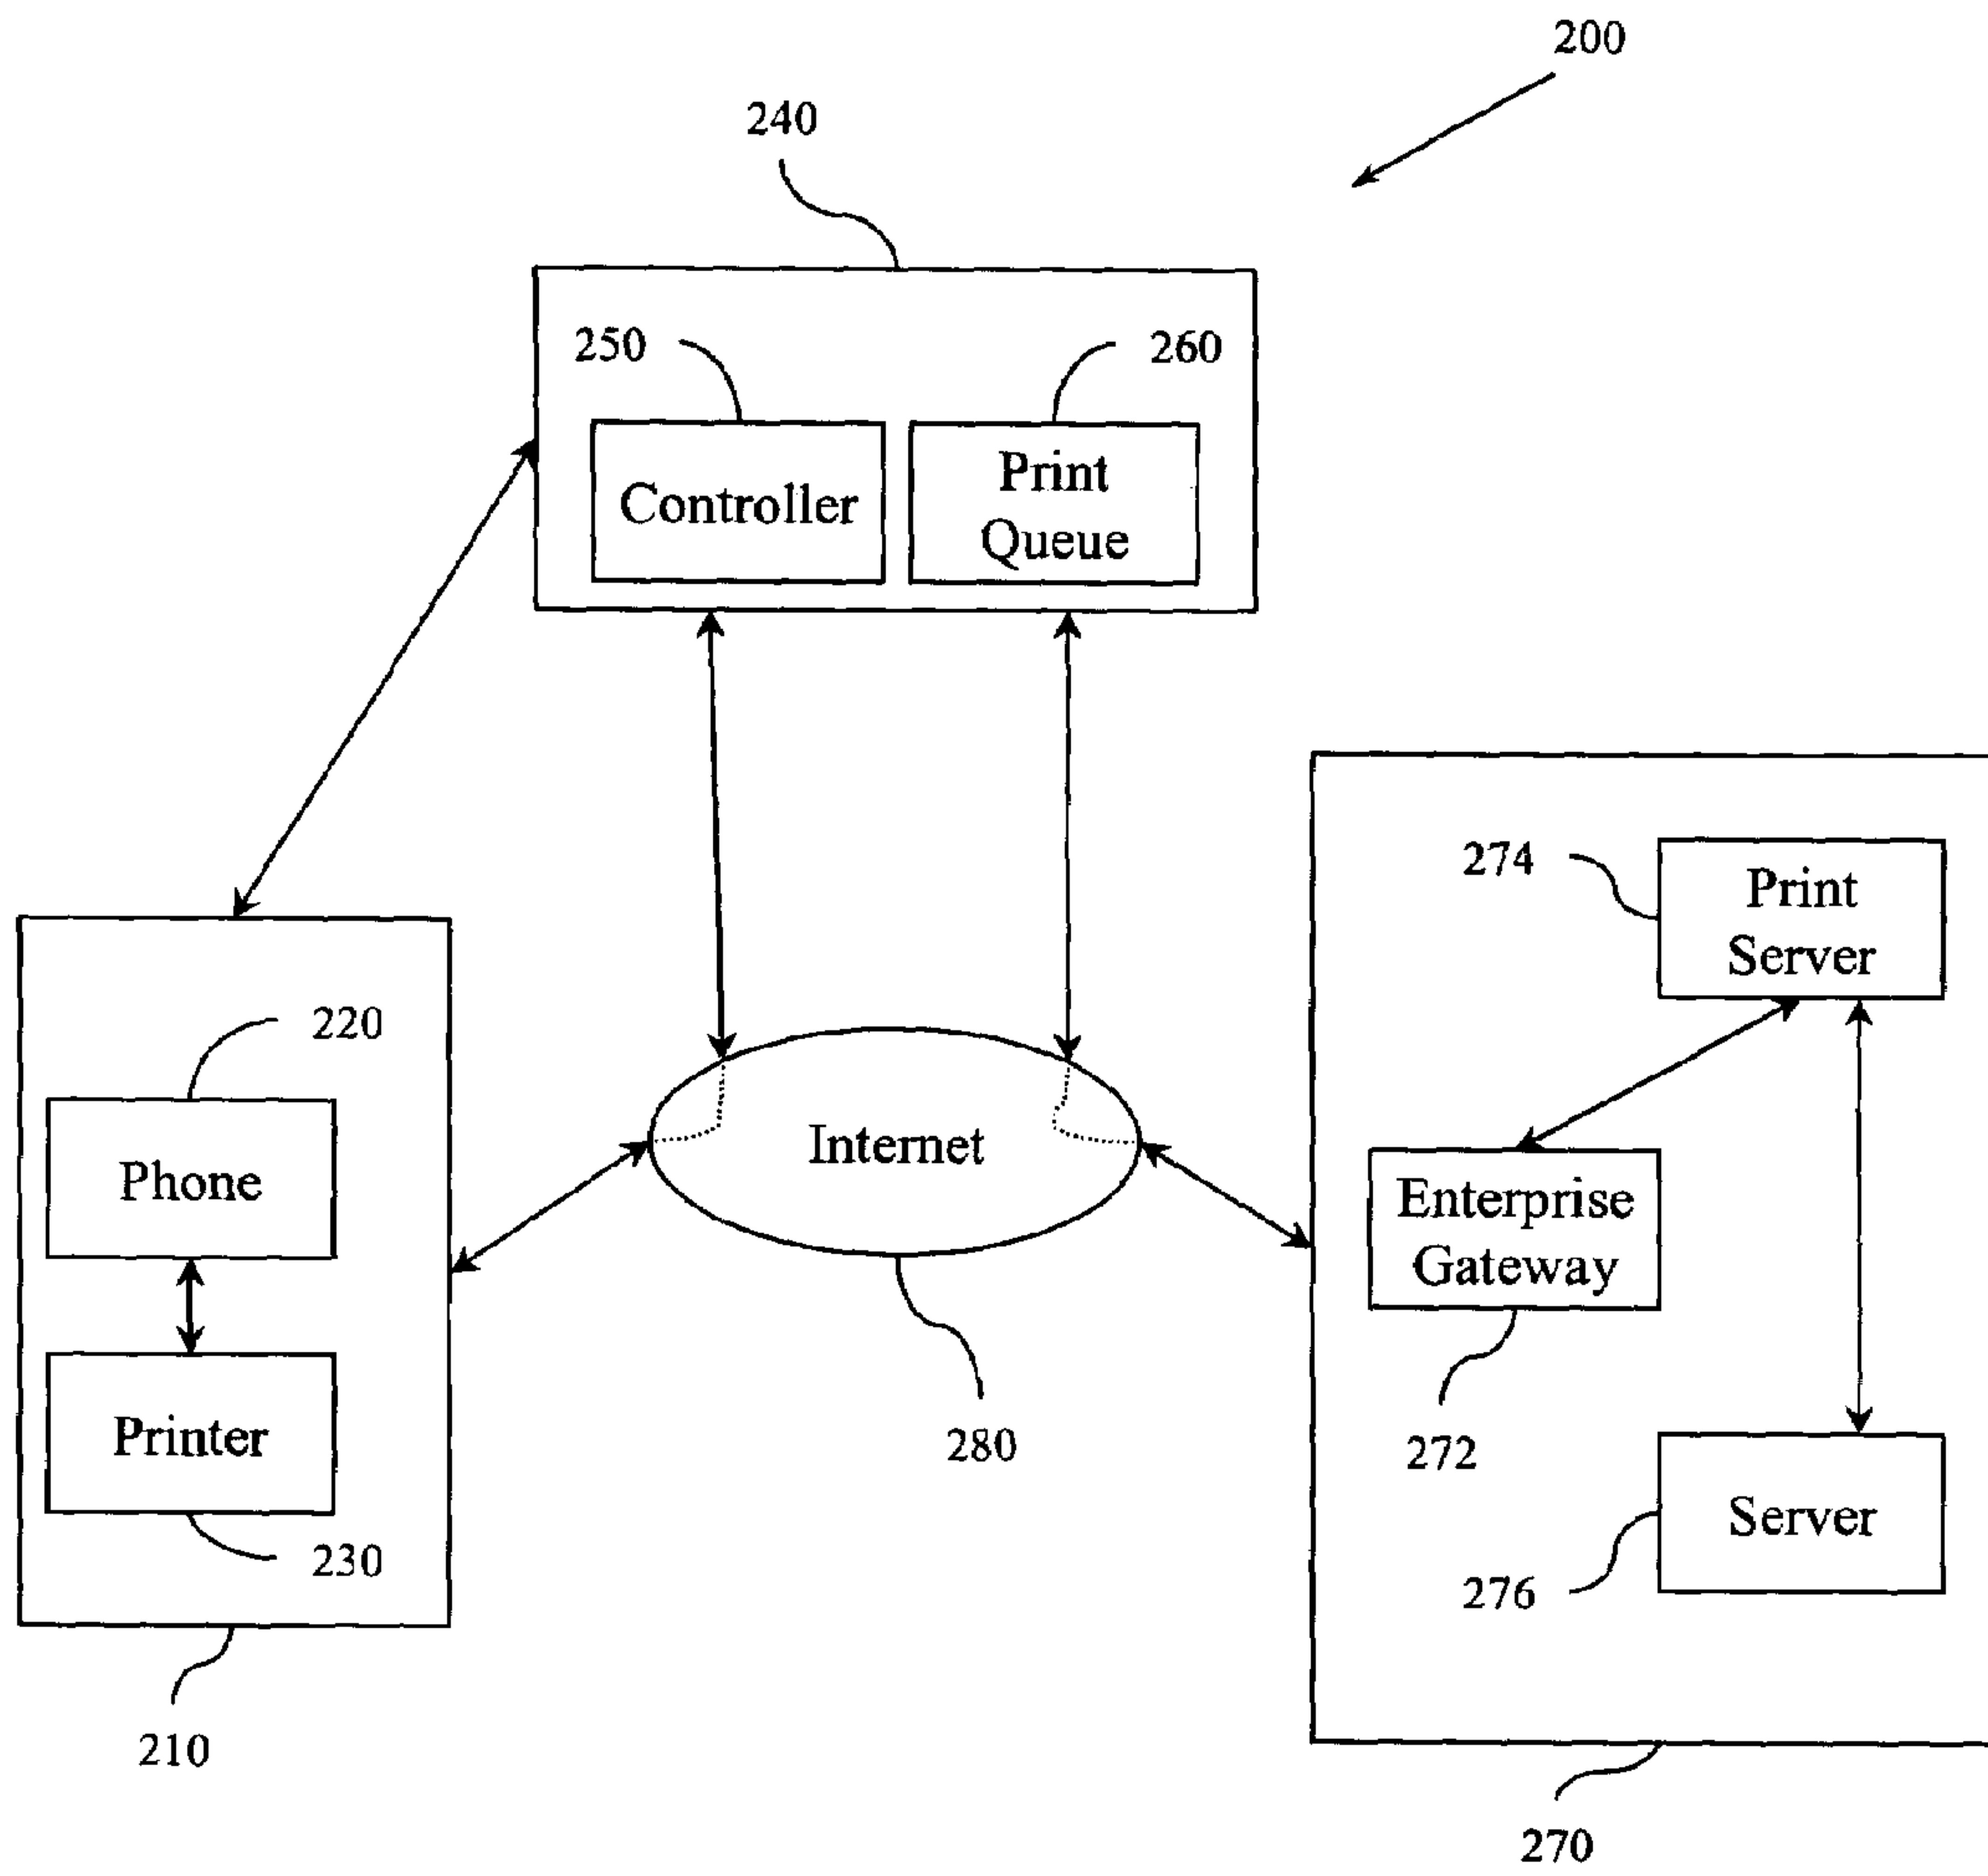 200
240
250
260
Controller
Print
Queue
274
Print
Server
220
Phone
Internet
Enterprise
Gateway
Printer
280
272
Server
230
276
210
270